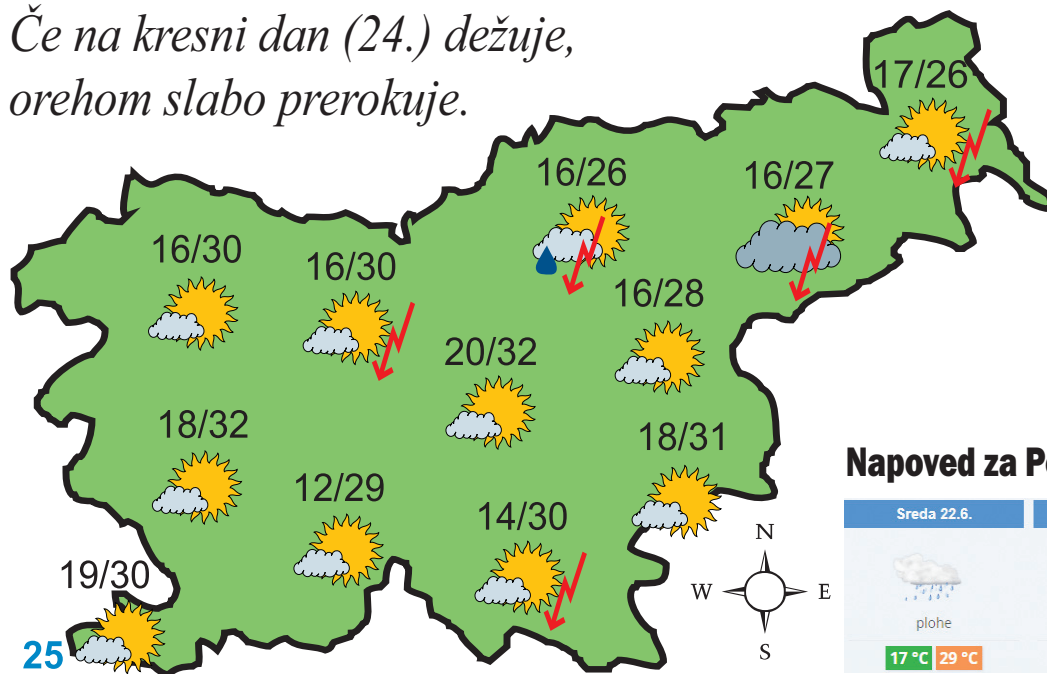 Če na kresni dan (24.) dežuje,
orehom slabo prerokuje.
17/26
16/26
16/27
16/30
16/30
16/28
20/32
18/32
18/31
12/29
14/30
19/30
25
N
W E
S
Napoved za P
Sreda 22.6.
plohe
17 °C 29 °C